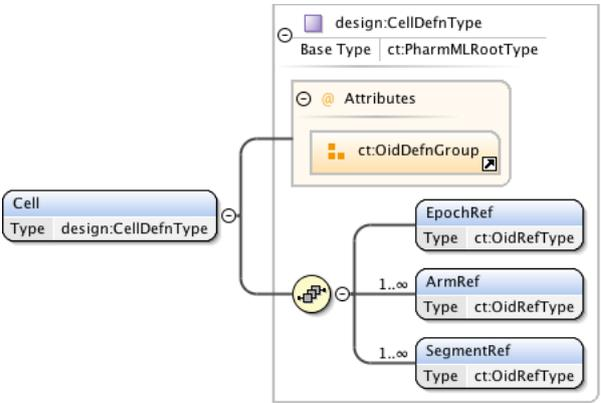 design:CellDefnType
Base Type ct:PharmMLRootType
@ Attributes
ct:OidDefnGroup
Cell
Type design:CellDefnType
EpochRef
Type ct:OidRefType
1..∞ ArmRef
Type ct:OidRefType
1..∞ SegmentRef
Type ct:OidRefType